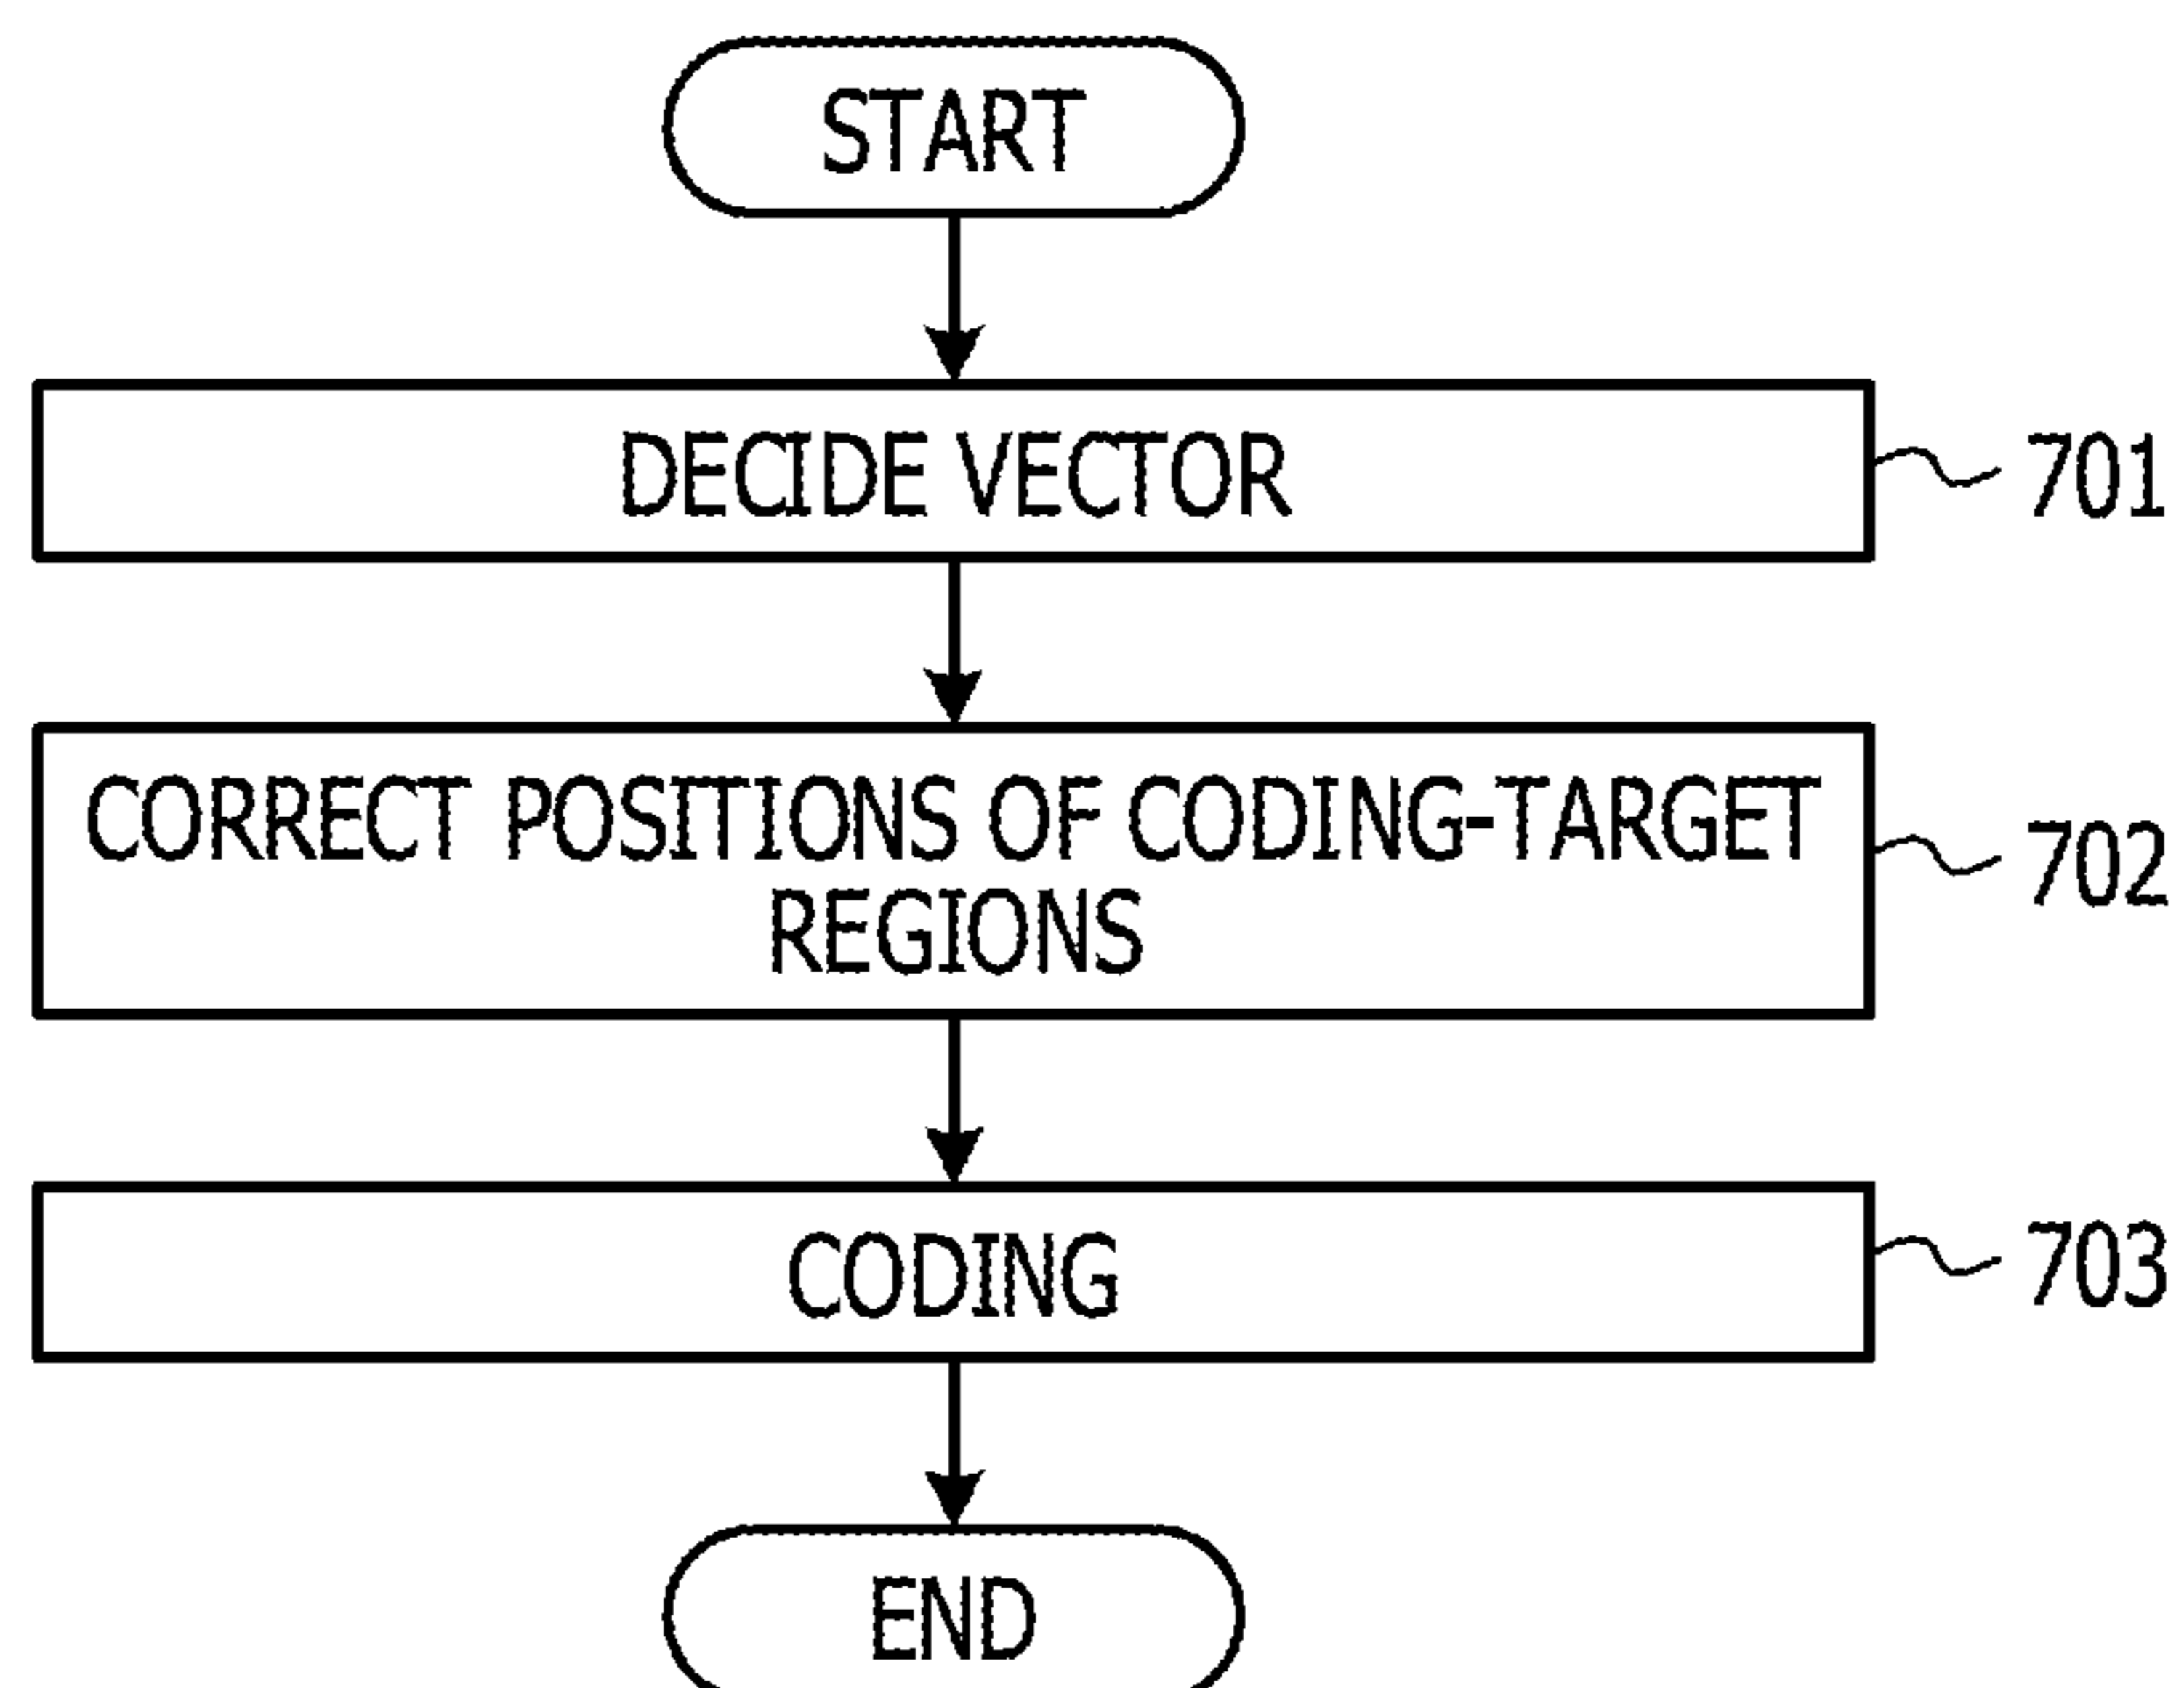 START
DECIDE VECTOR
701
CORRECT POSITIONS OF CODING-TARGET
REGIONS
702
CODING
703
END